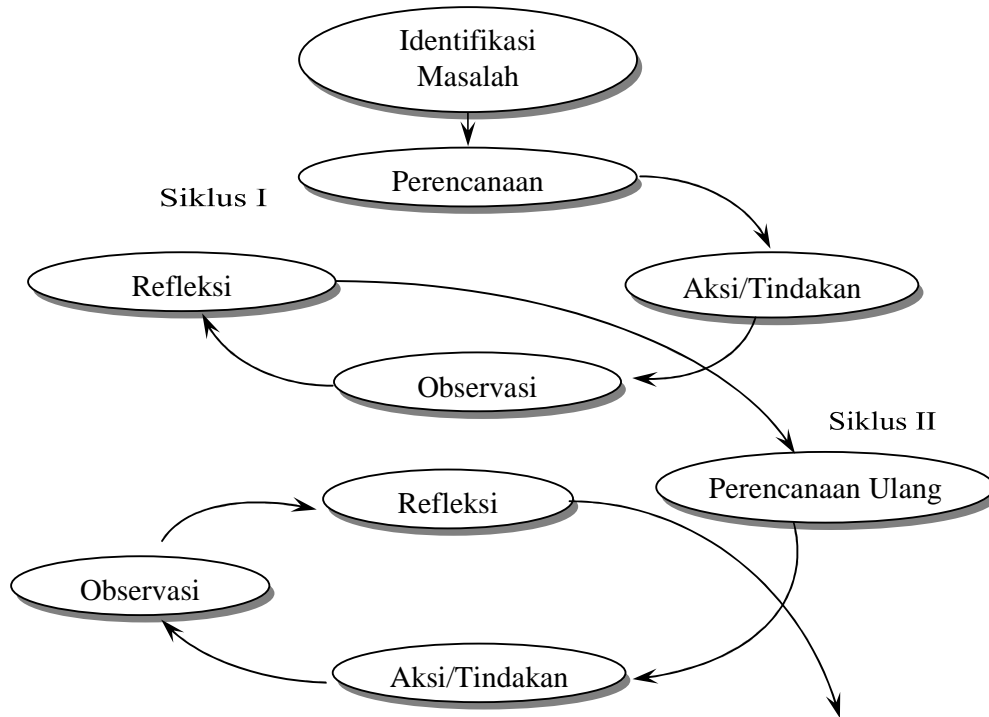 Identifikasi
Masalah
Perencanaan
Siklus I
Refleksi
Aksi/Tindakan
Observasi
Siklus II
Perencanaan Ulang
Refleksi
Observasi
Aksi/Tindakan